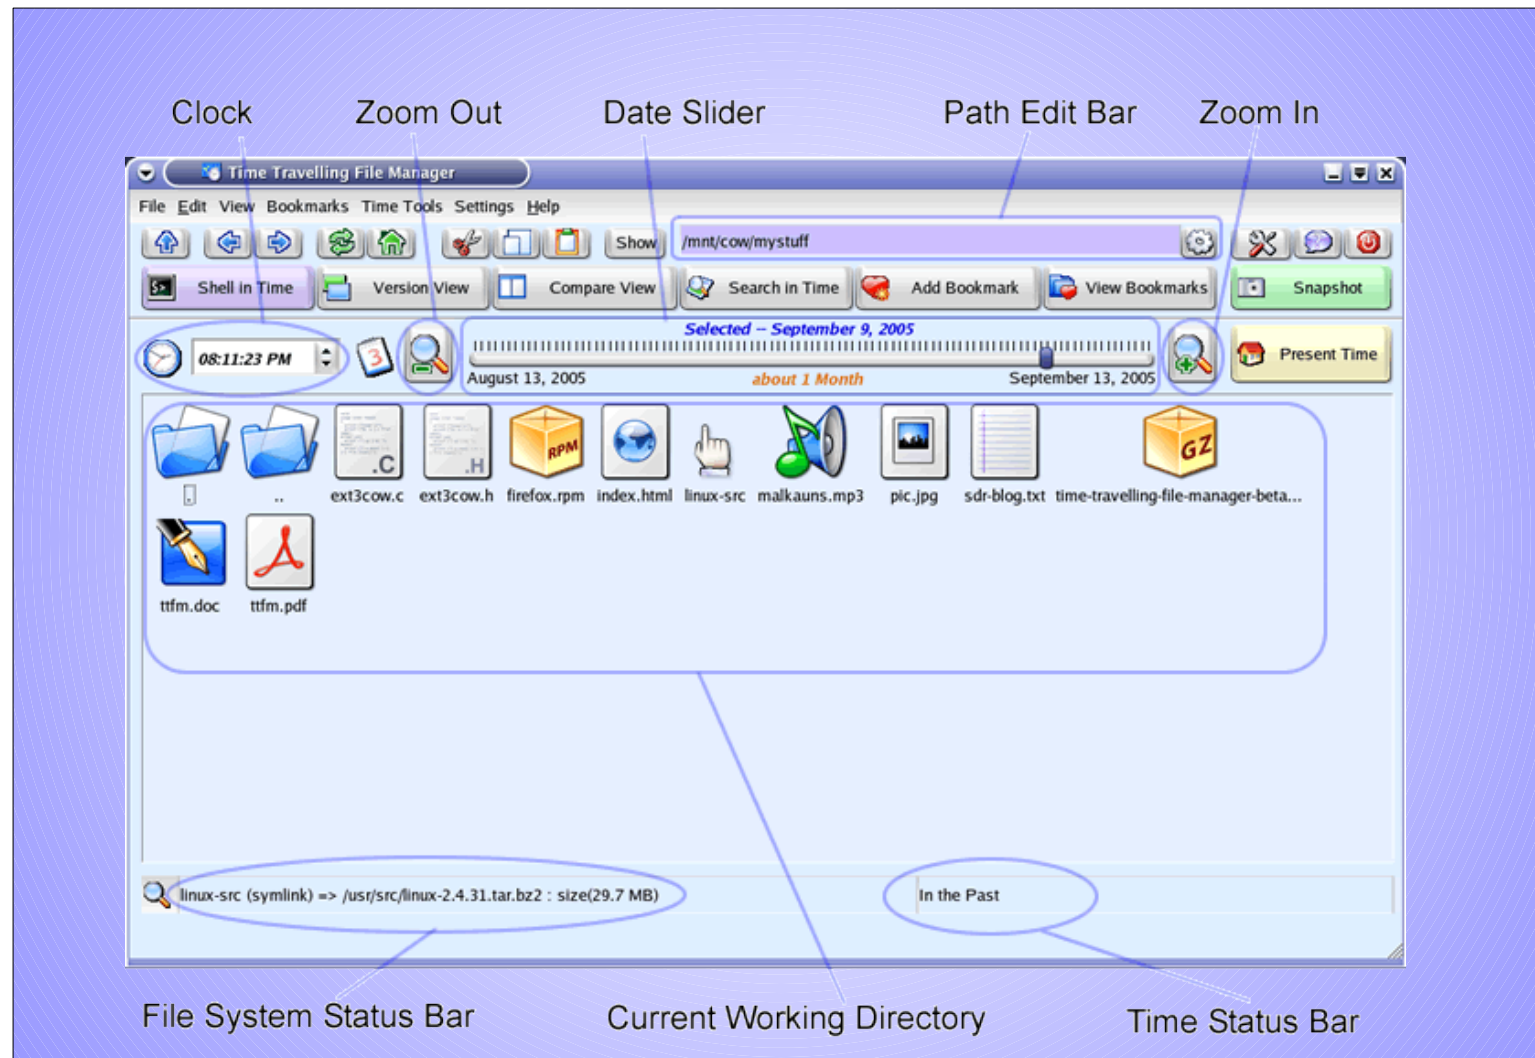 Clock Zoom Out Date Slider Path Edit Bar Zoom In
Time Travelling File Manager
File Edit View Bookmarks Time Tools Settings Help
Show /mnt/cow/mystuff
Shell in Time Version View Compare View Search in Time Add Bookmark View Bookmarks Snapshot
Selected -- September 9, 2005
08:11:23 PM 3 Present Time
August 13, 2005 about 1 Month September 13, 2005
.C .H RPM GZ
. .. ext3cow.c ext3cow.h firefox.rpm index.html linux-src malkauns.mp3 pic.jpg sdr-blog.txt time-travelling-file-manager-beta...
ttfm.doc ttfm.pdf
linux-src (symlink) => /usr/src/linux-2.4.31.tar.bz2 : size(29.7 MB) In the Past
File System Status Bar Current Working Directory Time Status Bar